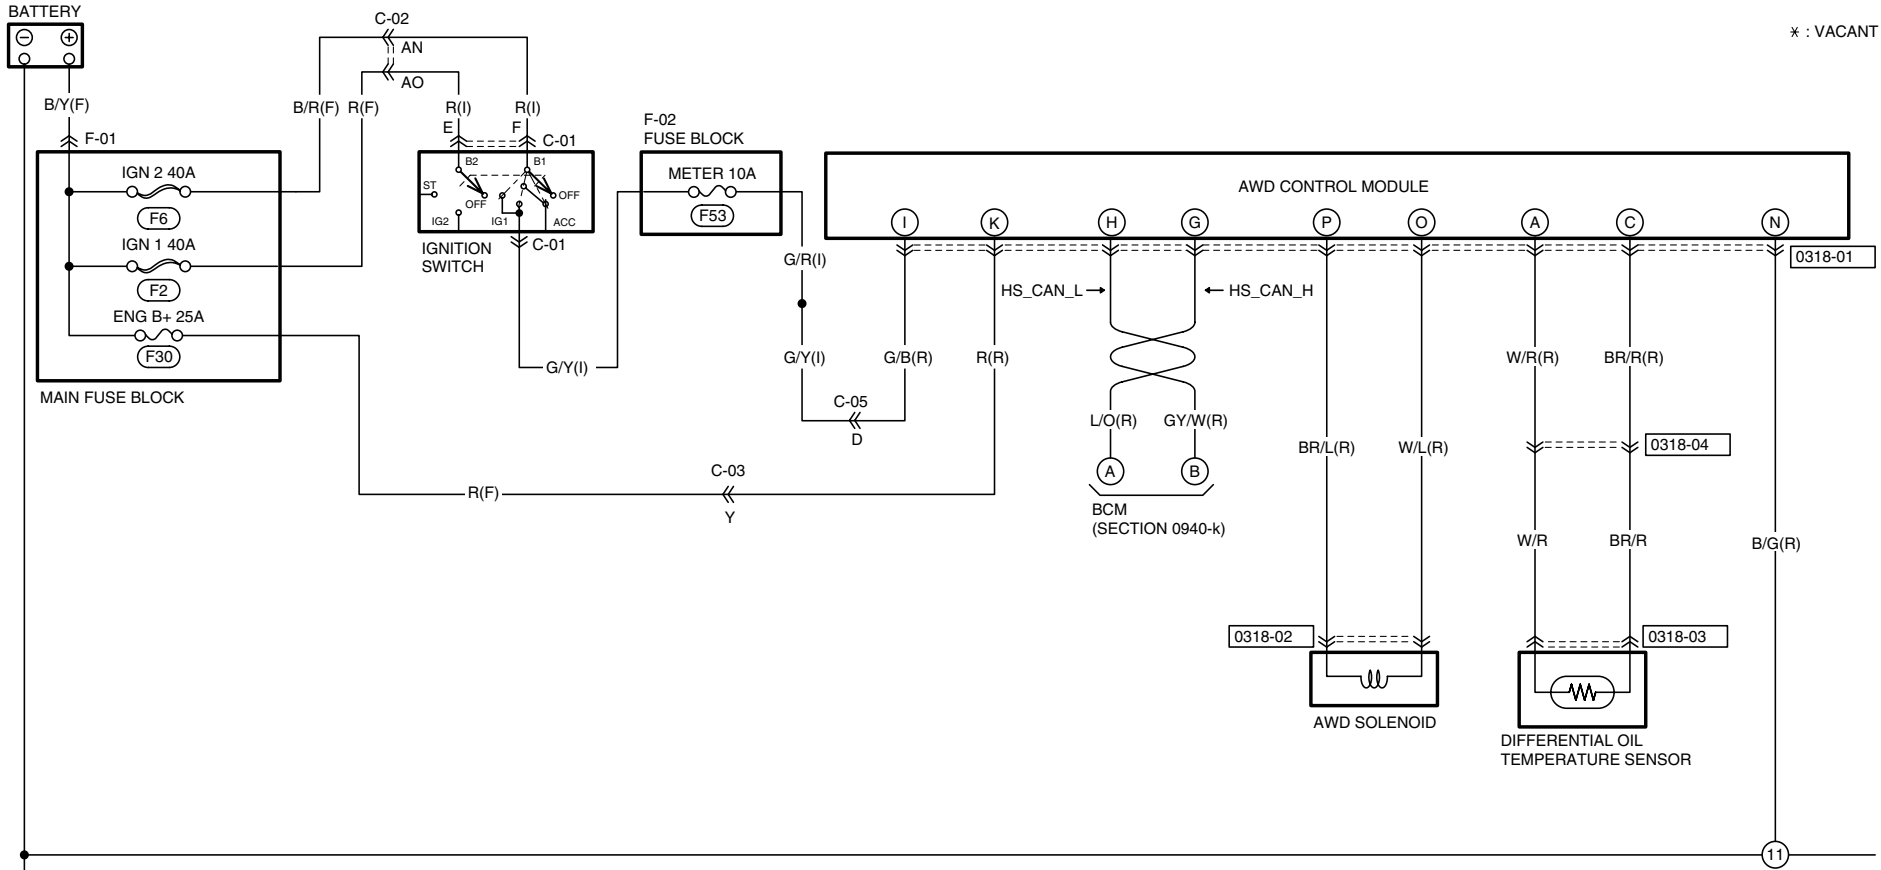 BATTERY
− +
C-02
AN
AO
* : VACANT
B/Y(F)
B/R(F)
R(F)
R(I)
R(I)
E
F
C-01
F-01
F-02
FUSE BLOCK
IGN 2 40A
F6
IGN 1 40A
F2
ENG B+ 25A
F30
MAIN FUSE BLOCK
B2
B1
ST
OFF
OFF
IG2
IG1
ACC
IGNITION
SWITCH
C-01
METER 10A
F53
G/Y(I)
G/R(I)
G/Y(I)
C-05
D
AWD CONTROL MODULE
I
K
H
G
P
O
A
C
N
0318-01
HS_CAN_L
HS_CAN_H
G/B(R)
R(R)
W/R(R)
BR/R(R)
L/O(R)
GY/W(R)
BR/L(R)
W/L(R)
0318-04
A
B
BCM
(SECTION 0940-k)
C-03
R(F)
Y
W/R
BR/R
B/G(R)
0318-02
0318-03
AWD SOLENOID
DIFFERENTIAL OIL
TEMPERATURE SENSOR
11